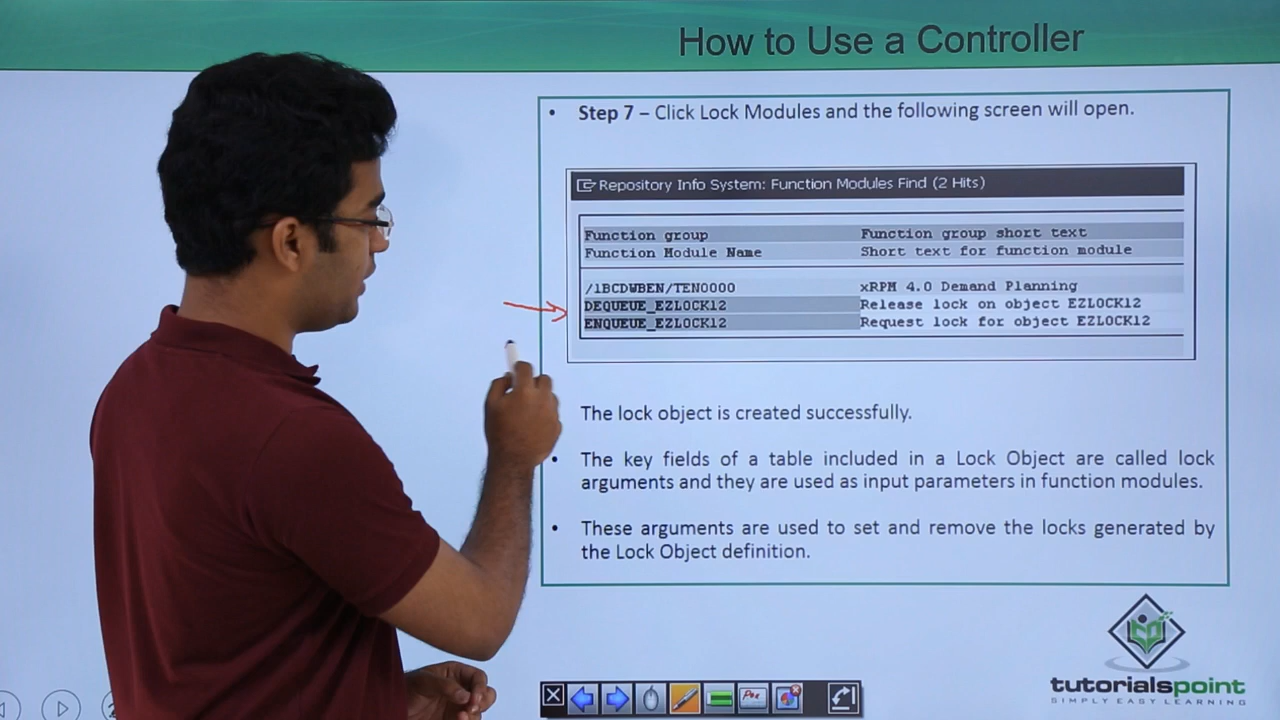 How to Use a Controller
• Step 7 – Click Lock Modules and the following screen will open.
Repository Info System: Function Modules Find (2 Hits)
Function group Function group short text
Function Module Name Short text for function module
/1BCDWBEN/TEN0000 xRPM 4.0 Demand Planning
DEQUEUE_EZLOCK12 Release lock on object EZLOCK12
ENQUEUE_EZLOCK12 Request lock for object EZLOCK12
The lock object is created successfully.
• The key fields of a table included in a Lock Object are called lock
arguments and they are used as input parameters in function modules.
• These arguments are used to set and remove the locks generated by
the Lock Object definition.
tutorialspoint
SIMPLY EASY LEARNING